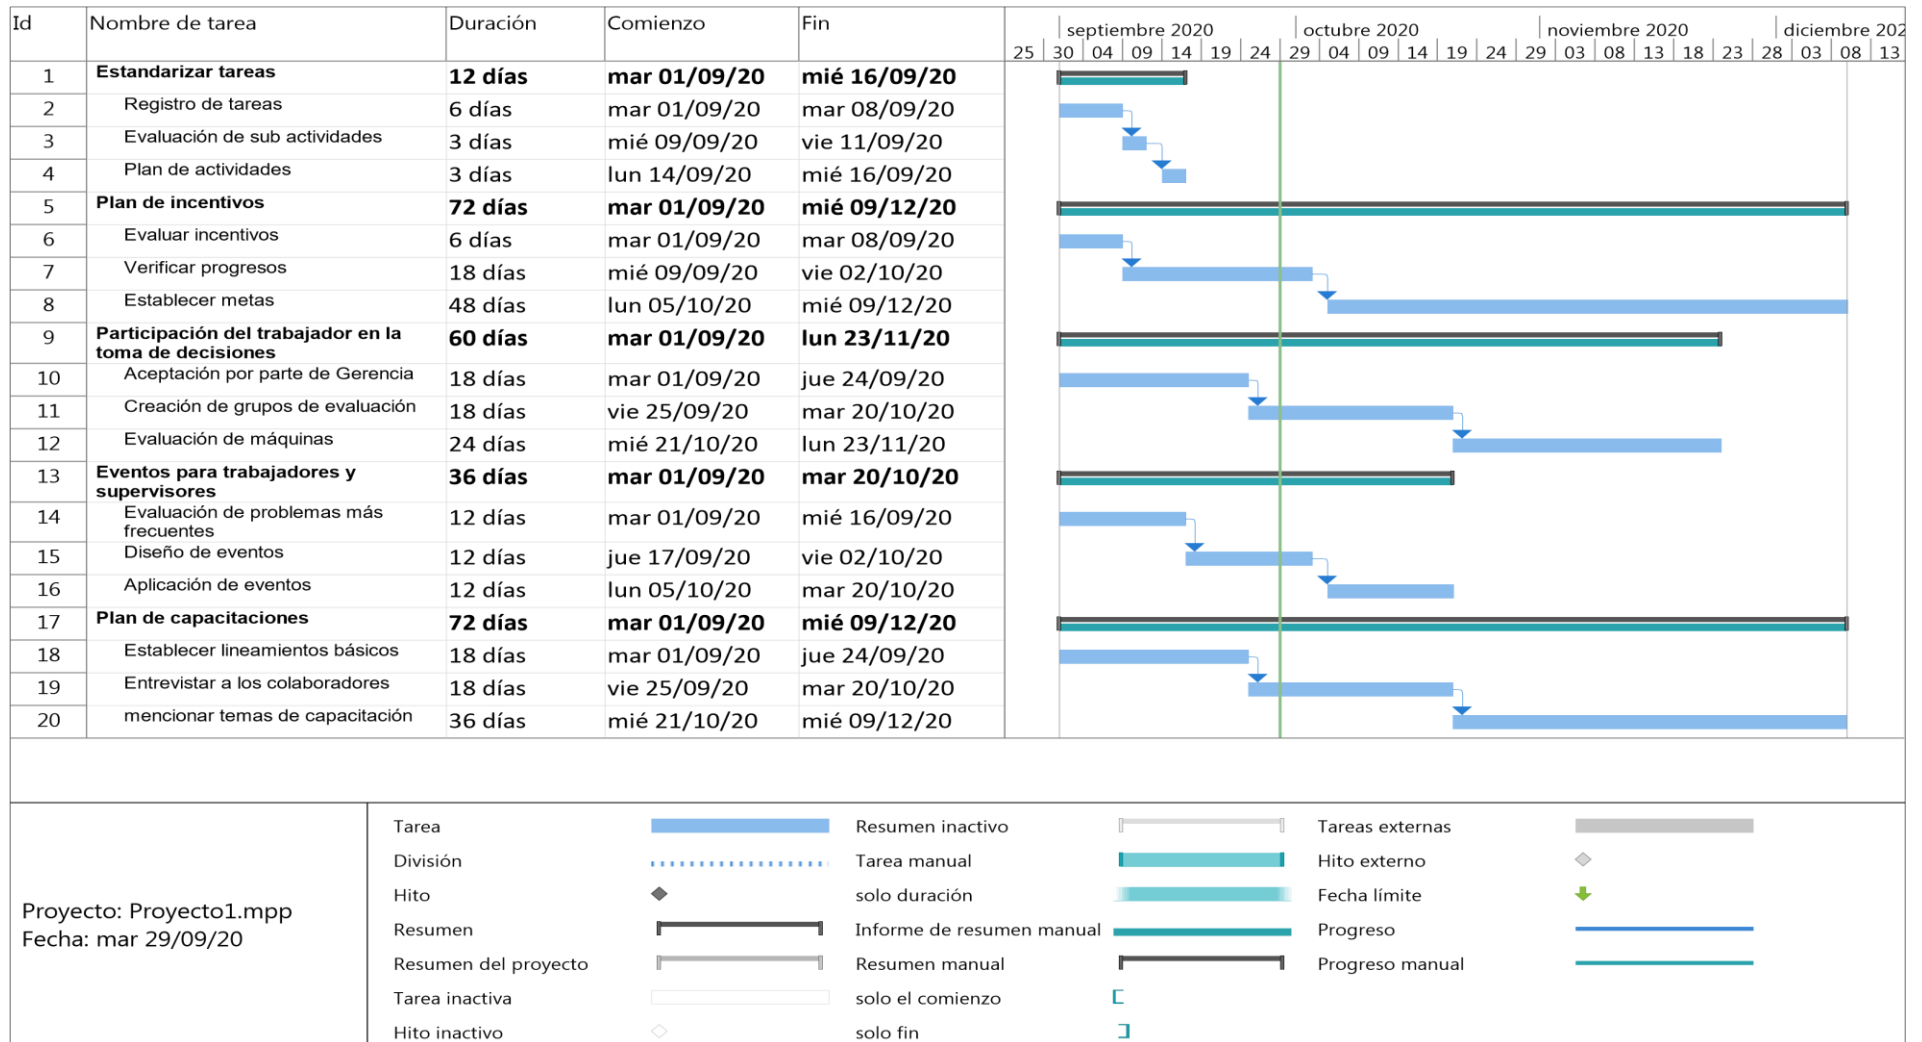 Id Nombre de tarea Duración Comienzo Fin
septiembre 2020 octubre 2020 noviembre 2020 diciembre 202
25 30 04 09 14 19 24 29 04 09 14 19 24 29 03 08 13 18 23 28 03 08 13
1 Estandarizar tareas 12 días mar 01/09/20 mié 16/09/20
2 Registro de tareas 6 días mar 01/09/20 mar 08/09/20
3 Evaluación de sub actividades 3 días mié 09/09/20 vie 11/09/20
4 Plan de actividades 3 días lun 14/09/20 mié 16/09/20
5 Plan de incentivos 72 días mar 01/09/20 mié 09/12/20
6 Evaluar incentivos 6 días mar 01/09/20 mar 08/09/20
7 Verificar progresos 18 días mié 09/09/20 vie 02/10/20
8 Establecer metas 48 días lun 05/10/20 mié 09/12/20
9 Participación del trabajador en la 60 días mar 01/09/20 lun 23/11/20
toma de decisiones
10 Aceptación por parte de Gerencia 18 días mar 01/09/20 jue 24/09/20
11 Creación de grupos de evaluación 18 días vie 25/09/20 mar 20/10/20
12 Evaluación de máquinas 24 días mié 21/10/20 lun 23/11/20
13 Eventos para trabajadores y 36 días mar 01/09/20 mar 20/10/20
supervisores
14 Evaluación de problemas más 12 días mar 01/09/20 mié 16/09/20
frecuentes
15 Diseño de eventos 12 días jue 17/09/20 vie 02/10/20
16 Aplicación de eventos 12 días lun 05/10/20 mar 20/10/20
17 Plan de capacitaciones 72 días mar 01/09/20 mié 09/12/20
18 Establecer lineamientos básicos 18 días mar 01/09/20 jue 24/09/20
19 Entrevistar a los colaboradores 18 días vie 25/09/20 mar 20/10/20
20 mencionar temas de capacitación 36 días mié 21/10/20 mié 09/12/20
Proyecto: Proyecto1.mpp
Fecha: mar 29/09/20
Tarea Resumen inactivo Tareas externas
División Tarea manual Hito externo
Hito solo duración Fecha límite
Resumen Informe de resumen manual Progreso
Resumen del proyecto Resumen manual Progreso manual
Tarea inactiva solo el comienzo
Hito inactivo solo fin